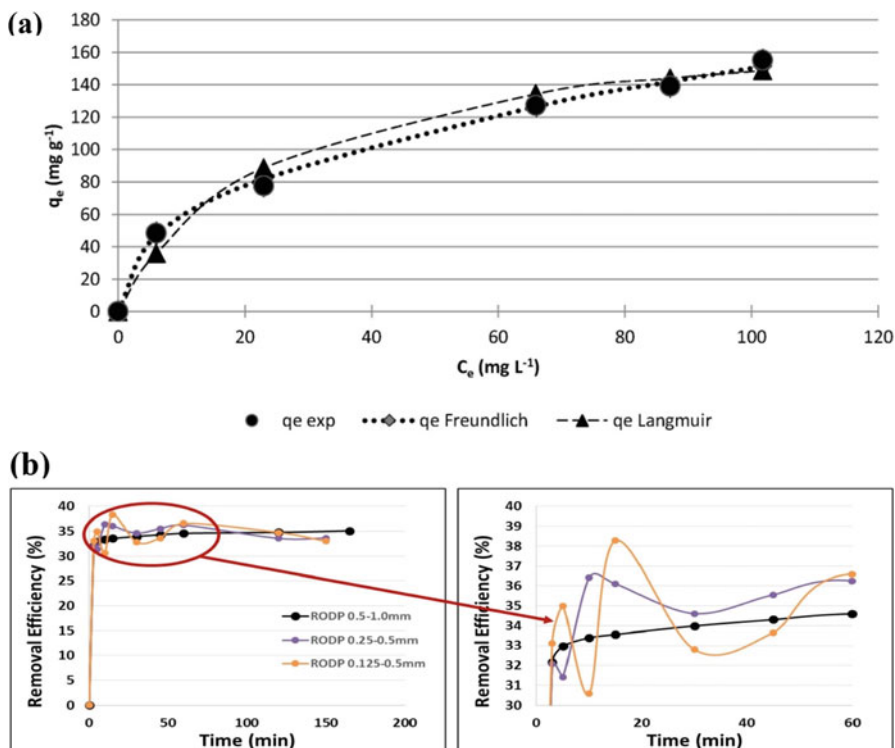 (a)
180
160
140
120
100
80
60
40
20
0
qe (mg g-1)
0 20 40 60 80 100 120
Ce (mg L-1)
qe exp qe Freundlich qe Langmuir
(b)
40
35
30
25
20
15
10
5
0
Removal Efficiency (%)
RODP 0.5-1.0mm
RODP 0.25-0.5mm
RODP 0.125-0.5mm
0 50 100 150 200
Time (min)
40
39
38
37
36
35
34
33
32
31
30
Removal Efficiency (%)
0 20 40 60
Time (min)